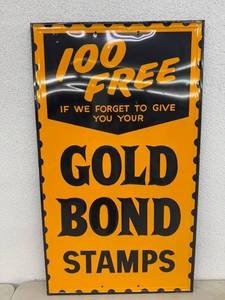 100
FREE
IF WE FORGET TO GIVE
YOU YOUR
GOLD
BOND
STAMPS